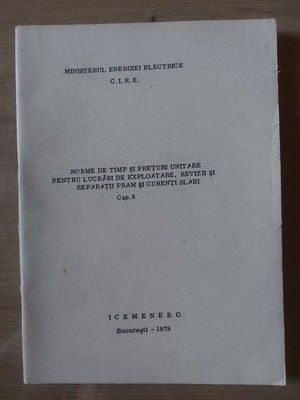 MINISTERUL ENERGIEI ELECTRICE
C.I.R.E.
NORME DE TIMP ŞI PREŢURI UNITARE
PENTRU LUCRĂRI DE EXPLOATARE, REVIZII ŞI
REPARAŢII PRAM ŞI CURENŢI SLABI
Cap.6
ICEMENERG
Bucureşti - 1979